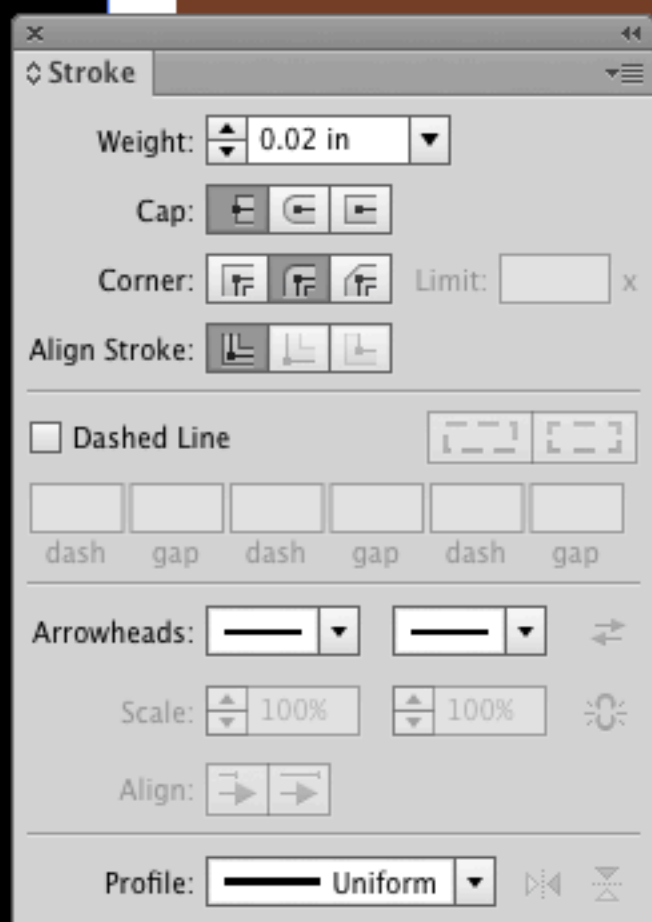 Stroke
Weight: 0.02 in
Cap:
Corner: Limit: x
Align Stroke:
Dashed Line
dash gap dash gap dash gap
Arrowheads:
Scale: 100% 100%
Align:
Profile: Uniform